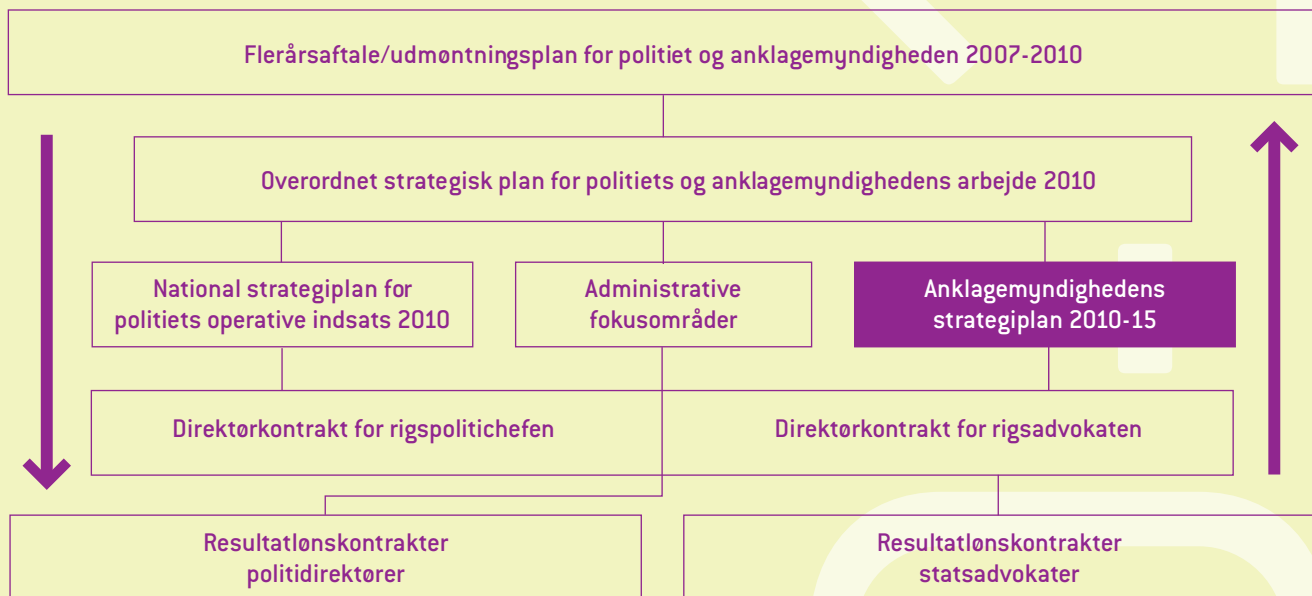 Flerårsaftale/udmøntningsplan for politiet og anklagemyndigheden 2007-2010
Overordnet strategisk plan for politiets og anklagemyndighedens arbejde 2010
National strategiplan for
politiets operative indsats 2010
Administrative
fokusområder
Anklagemyndighedens
strategiplan 2010-15
Direktørkontrakt for rigspolitichefen
Direktørkontrakt for rigsadvokaten
Resultatlønskontrakter
politidirektører
Resultatlønskontrakter
statsadvokater